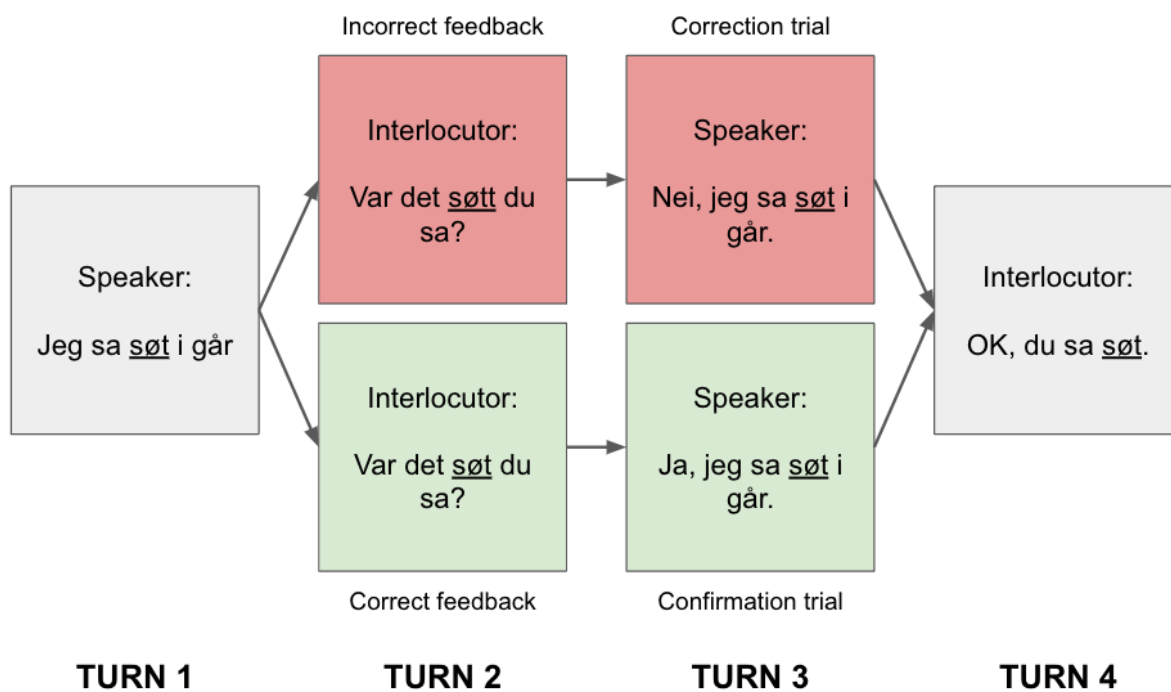 Incorrect feedback
Correction trial
Interlocutor:
Var det søtt du
sa?
Speaker:
Nei, jeg sa søt i
går.
Speaker:
Jeg sa søt i går
Interlocutor:
OK, du sa søt.
Interlocutor:
Var det søt du
sa?
Speaker:
Ja, jeg sa søt i
går.
Correct feedback
Confirmation trial
TURN 1
TURN 2
TURN 3
TURN 4